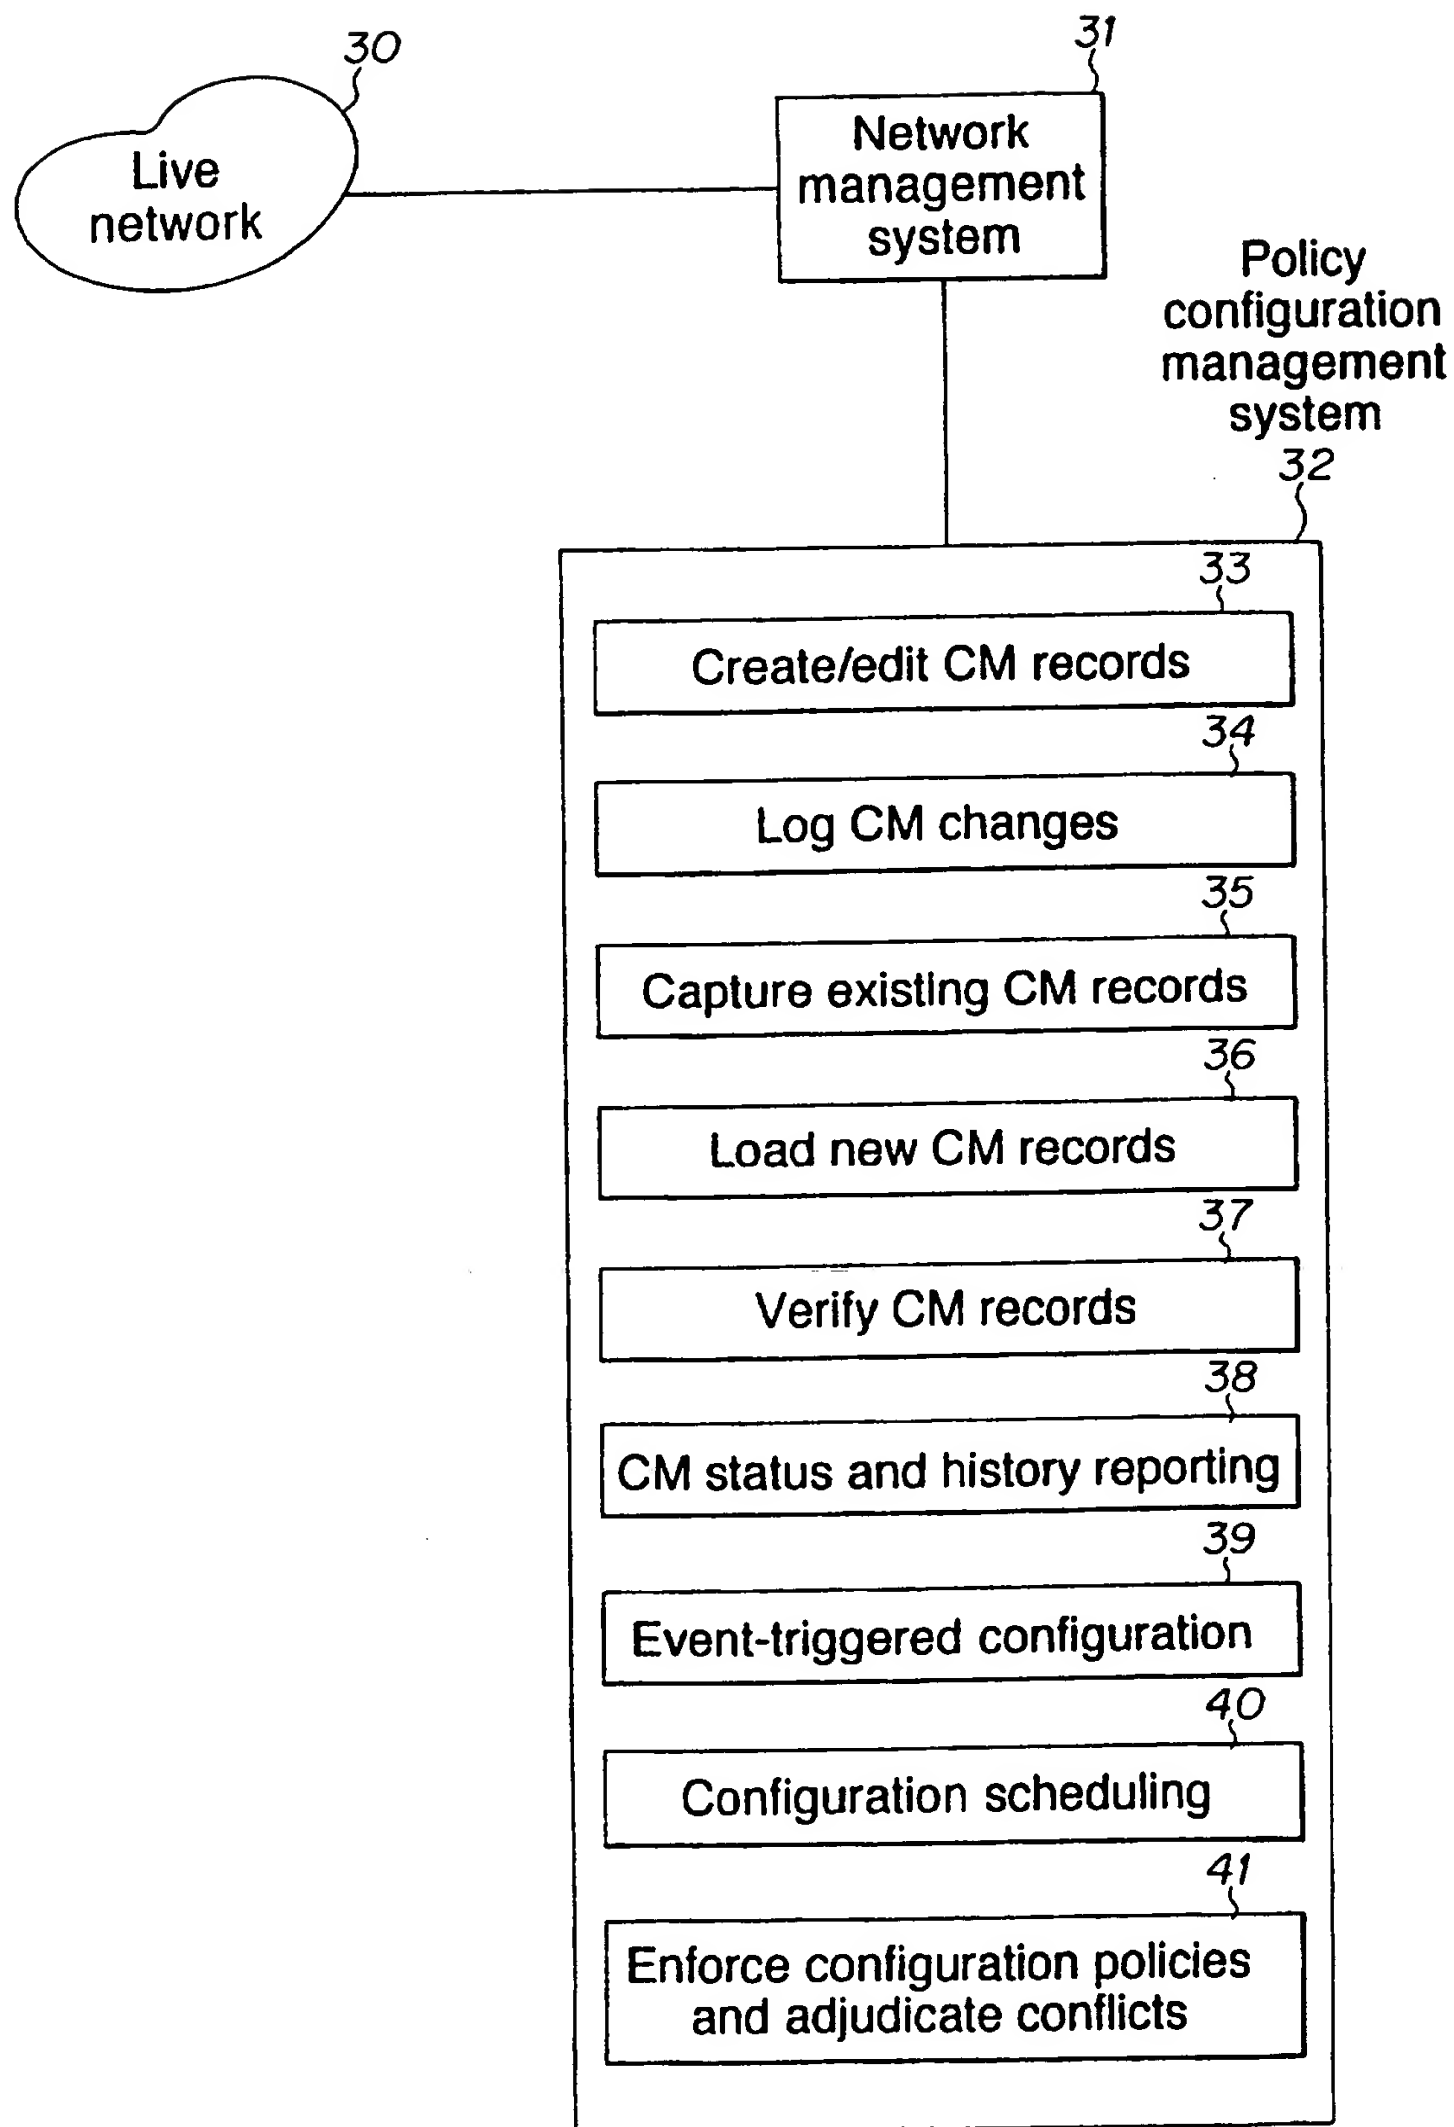 30
31
Live
network
Network
management
system
Policy
configuration
management
system
32
33
Create/edit CM records
34
Log CM changes
35
Capture existing CM records
36
Load new CM records
37
Verify CM records
38
CM status and history reporting
39
Event-triggered configuration
40
Configuration scheduling
41
Enforce configuration policies
and adjudicate conflicts